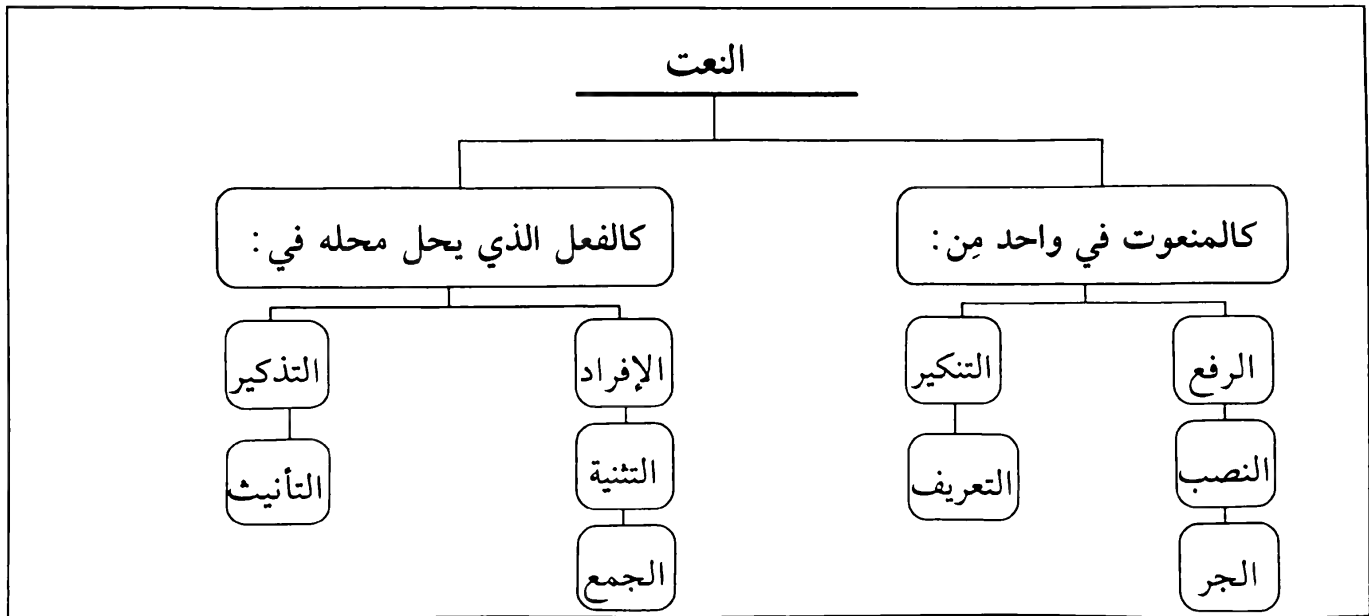 النعت
كالمنعوت في واحد مِن:
كالفعل الذي يحل محله في:
الرفع
التنكير
الإفراد
التذكير
النصب
التعريف
التثنية
التأنيث
الجر
الجمع